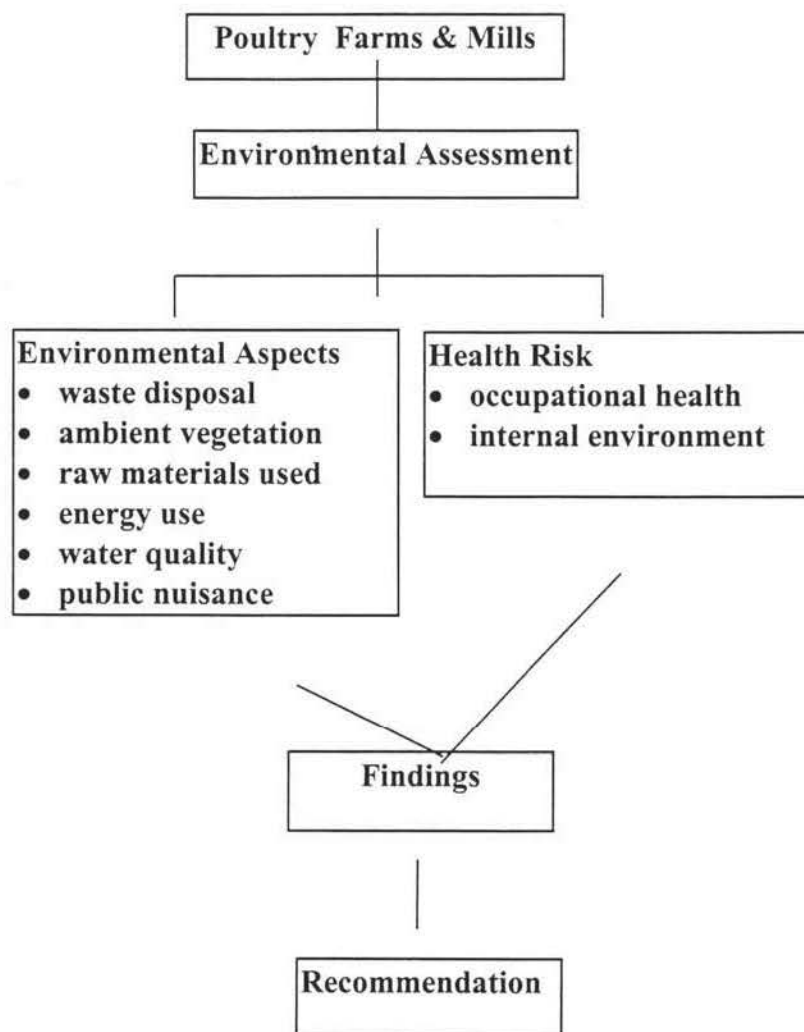 Poultry Farms & Mills
Environmental Assessment
Environmental Aspects
• waste disposal
• ambient vegetation
• raw materials used
• energy use
• water quality
• public nuisance
Health Risk
• occupational health
• internal environment
Findings
Recommendation